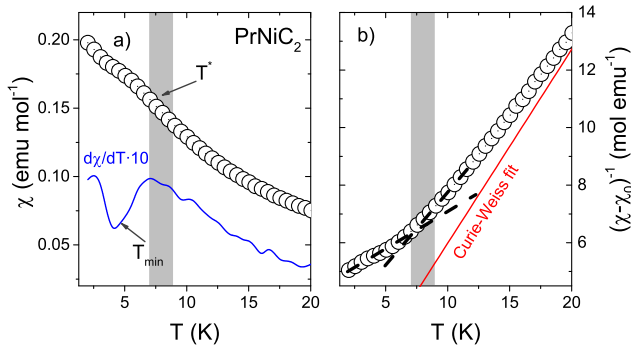 a)
PrNiC₂
T*
dχ/dT·10
T_min
χ (emu mol⁻¹)
0.20
0.15
0.10
0.05
5
10
15
20
T (K)
b)
Curie-Weiss fit
14
12
10
8
6
(χ-χ₀)⁻¹ (mol emu⁻¹)
5
10
15
20
T (K)